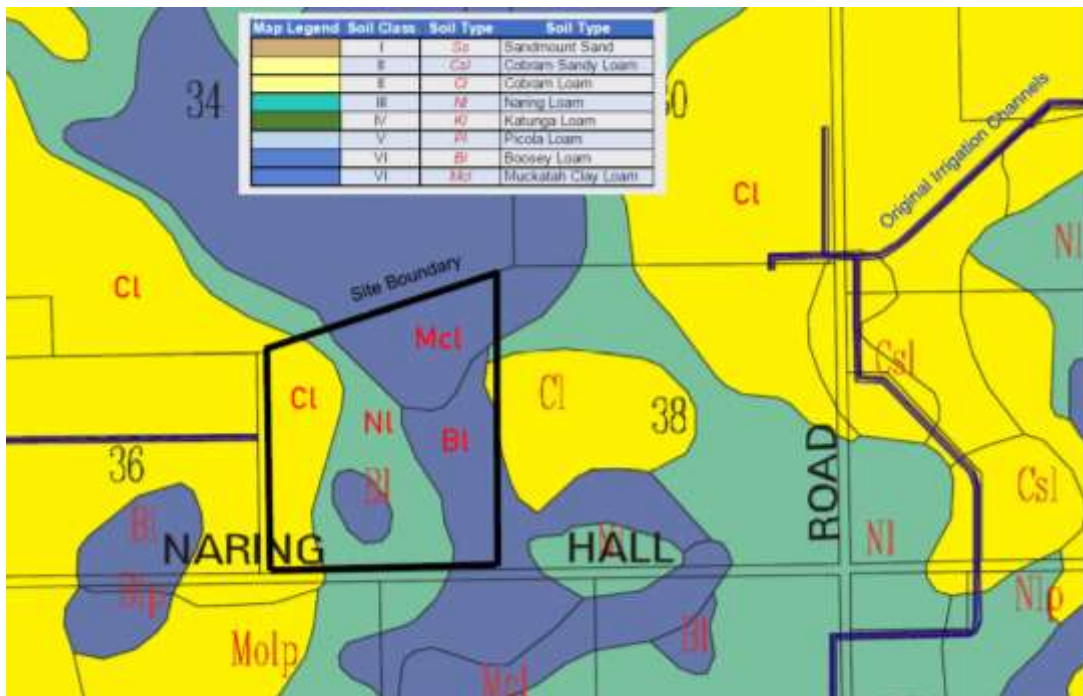 Map Legend Soil Class Soil Type Soil Type
I Ss Sandmount Sand
II Csl Cobram Sandy Loam
II Cl Cobram Loam
III Nl Naring Loam
IV Kl Katunga Loam
V Pl Picola Loam
VI Bl Boosey Loam
VI Mcl Muckatah Clay Loam
34
Original Irrigation Channels
Cl
Nl
Site Boundary
Cl
Mcl
Csl
Cl
Cl
Nl
Bl
38
36
Bl
ROAD
Csl
Bl
NARING
HALL
Nl
Nlp
Molp
Bl
Mcl